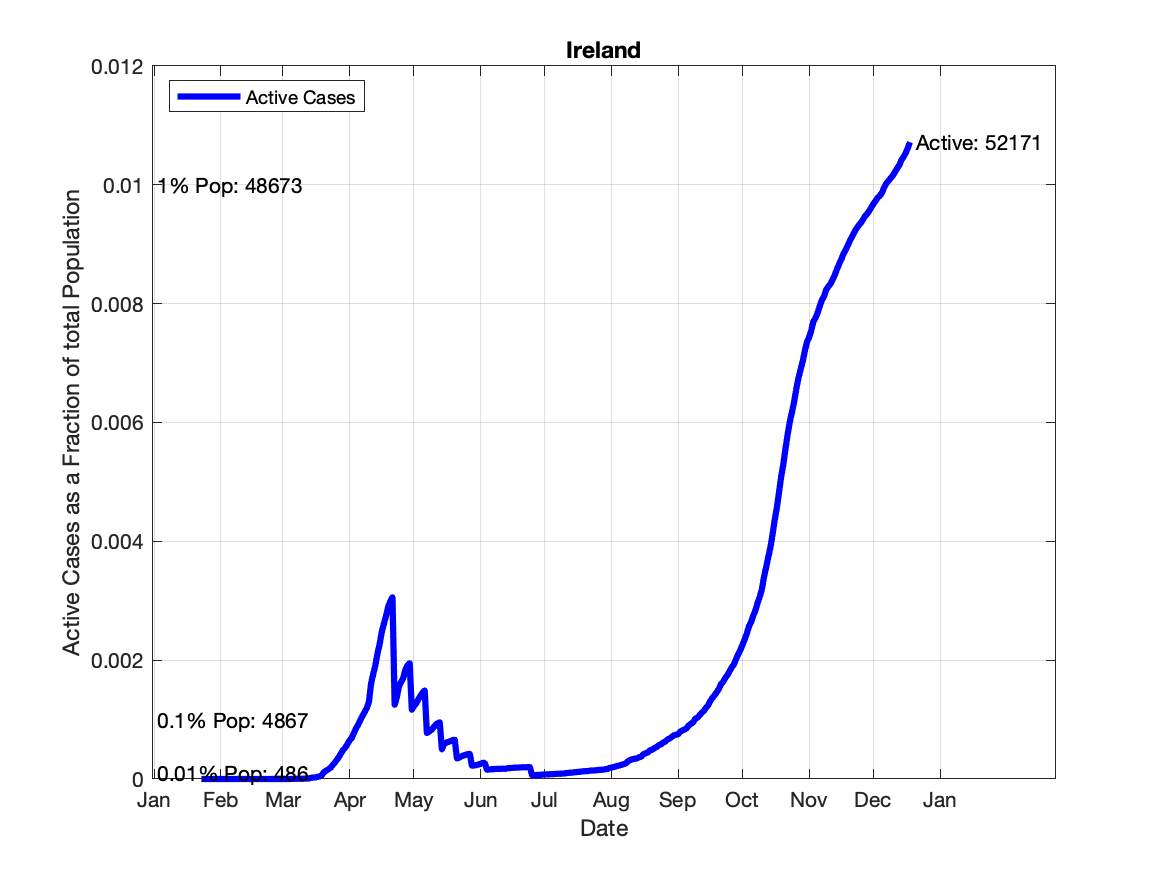 Ireland
0.012
Active Cases
Active: 52171
0.01
1% Pop: 48673
0.008
0.006
0.004
0.002
0.1% Pop: 4867
0.01% Pop: 486
0
Jan Feb Mar Apr May Jun Jul Aug Sep Oct Nov Dec Jan
Date
Active Cases as a Fraction of total Population